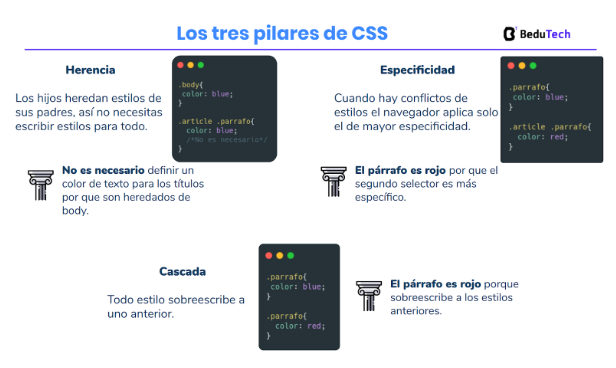 Los tres pilares de CSS
BeduTech
Herencia
Los hijos heredan estilos de
sus padres, así no necesitas
escribir estilos para todo.
.body{
color: blue;
}
.article .parrafo{
color: blue;
/*No es necesario*/
}
No es necesario definir un
color de texto para los títulos
por que son heredados de
body.
Especificidad
Cuando hay conflictos de
estilos el navegador aplica solo
el de mayor especificidad.
.parrafo{
color: blue;
}
.article .parrafo{
color: red;
}
El párrafo es rojo por que el
segundo selector es más
específico.
Cascada
Todo estilo sobreescribe a
uno anterior.
.parrafo{
color: blue;
}
.parrafo{
color: red;
}
El párrafo es rojo porque
sobreescribe a los estilos
anteriores.